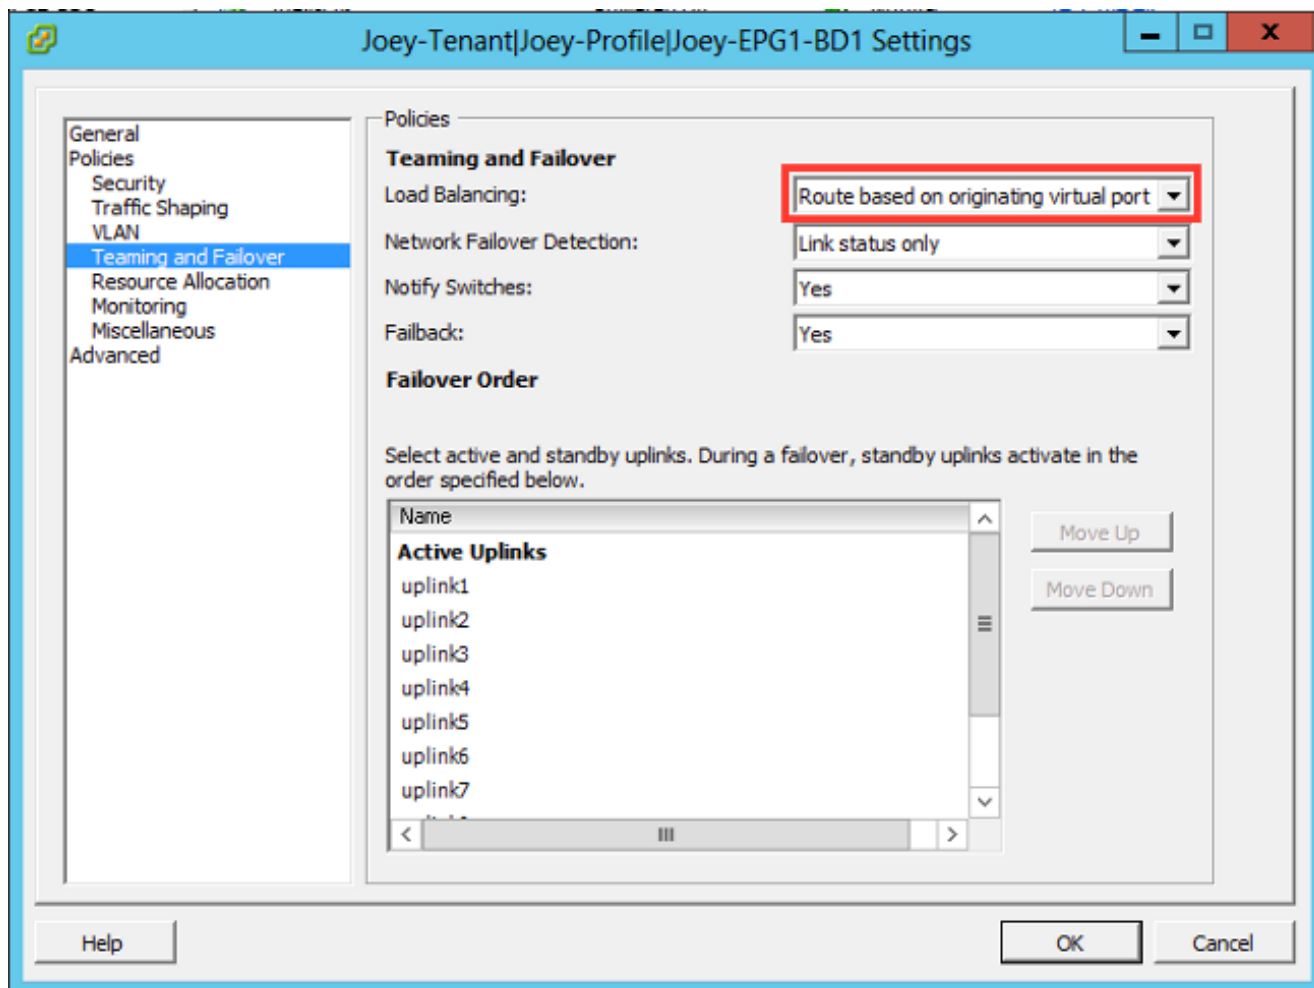 Joey-Tenant|Joey-Profile|Joey-EPG1-BD1 Settings
x
General
Policies
Security
Traffic Shaping
VLAN
Teaming and Failover
Resource Allocation
Monitoring
Miscellaneous
Advanced
Policies
Teaming and Failover
Load Balancing:
Route based on originating virtual port
Network Failover Detection:
Link status only
Notify Switches:
Yes
Failback:
Yes
Failover Order
Select active and standby uplinks. During a failover, standby uplinks activate in the
order specified below.
Name
Active Uplinks
uplink1
uplink2
uplink3
uplink4
uplink5
uplink6
uplink7
Move Up
Move Down
Help
OK
Cancel